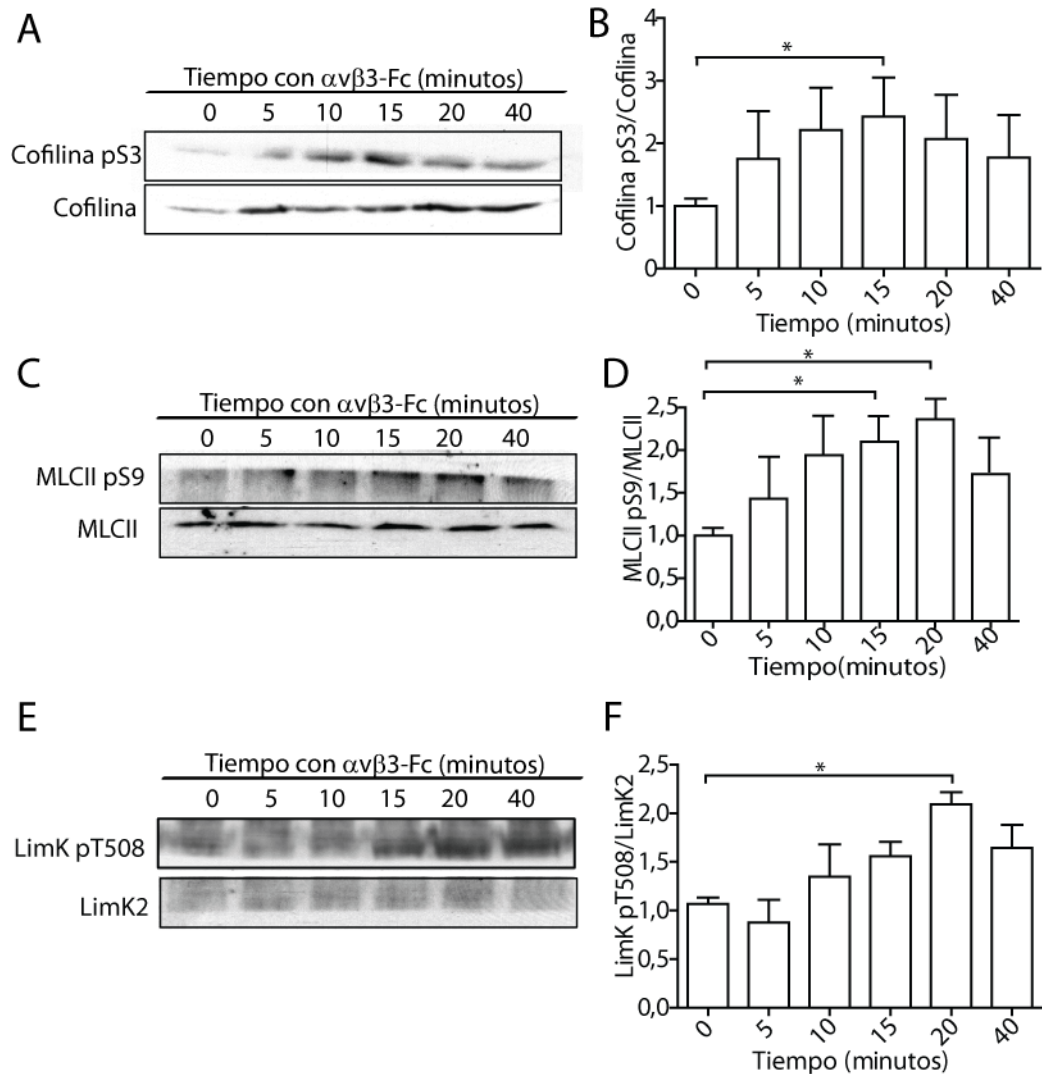 A
Tiempo con αvβ3-Fc (minutos)
0 5 10 15 20 40
Cofilina pS3
Cofilina
B
Cofilina pS3/Cofilina
4
3
2
1
0
*
0 5 10 15 20 40
Tiempo (minutos)
C
Tiempo con αvβ3-Fc (minutos)
0 5 10 15 20 40
MLCII pS9
MLCII
D
MLCII pS9/MLCII
2,5
2,0
1,5
1,0
0,5
0,0
*
*
0 5 10 15 20 40
Tiempo(minutos)
E
Tiempo con αvβ3-Fc (minutos)
0 5 10 15 20 40
LimK pT508
LimK2
F
LimK pT508/LimK2
2,5
2,0
1,5
1,0
0,5
0,0
*
0 5 10 15 20 40
Tiempo (minutos)